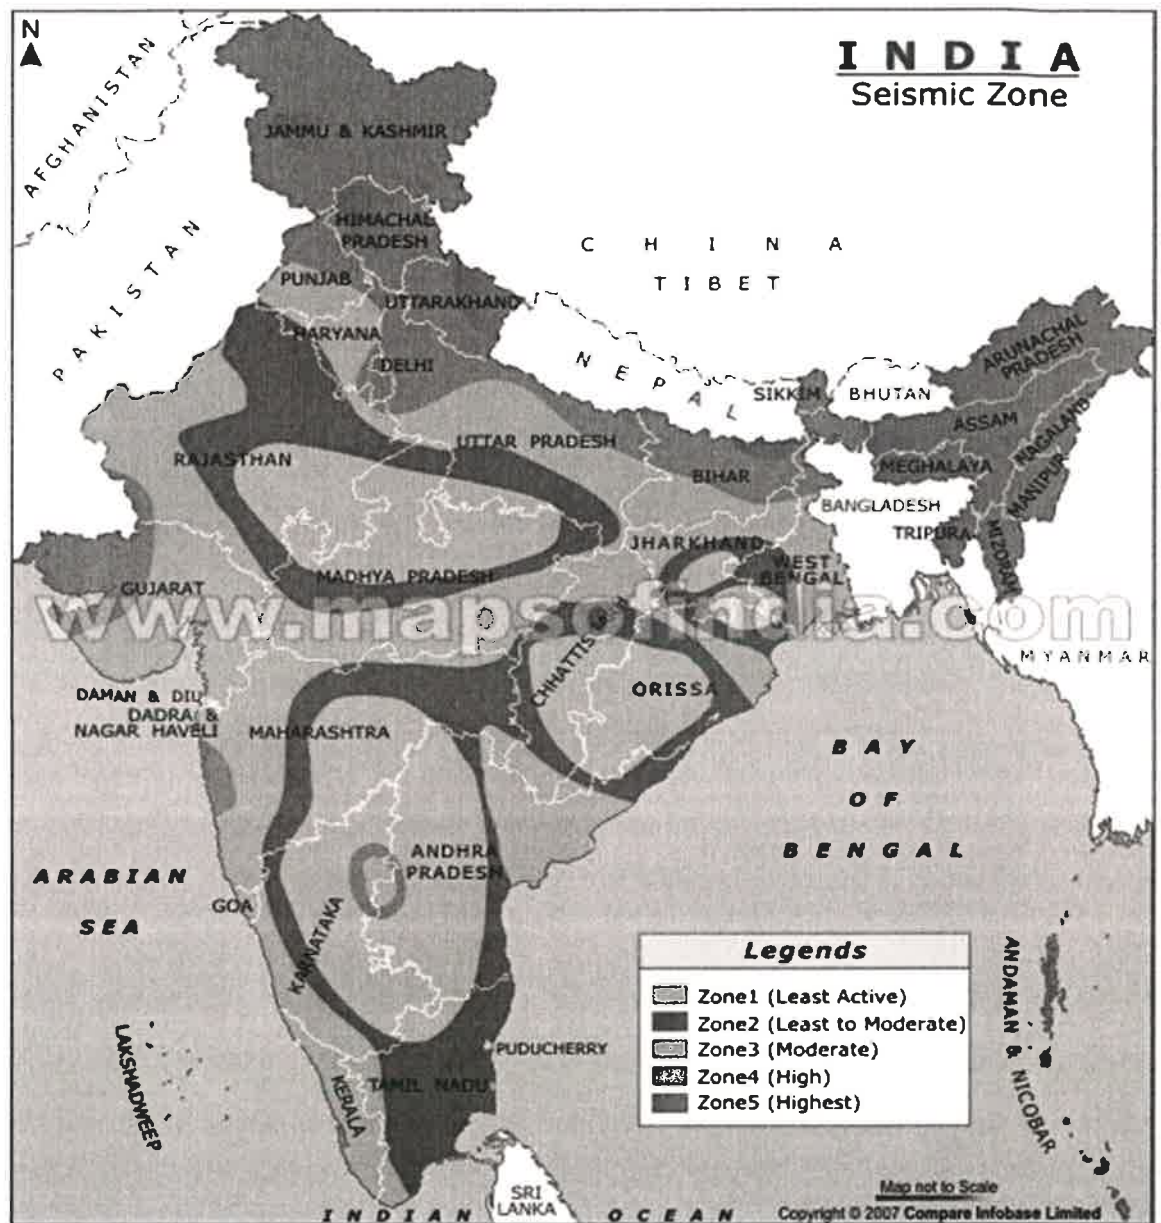 N
INDIA
Seismic Zone
AFGHANISTAN
PAKISTAN
JAMMU & KASHMIR
HIMACHAL
PRADESH
CHINA
TIBET
PUNJAB
UTTARAKHAND
HARYANA
DELHI
NEPAL
SIKKIM
BHUTAN
ARUNACHAL
PRADESH
ASSAM
NAGALAND
MEGHALAYA
MANIPUR
RAJASTHAN
UTTAR PRADESH
BIHAR
BANGLADESH
TRIPURA
MIZORAM
JHARKHAND
WEST
BENGAL
GUJARAT
MADHYA PRADESH
www.mapsofindia.com
MYANMAR
CHHATTIS
ORISSA
DAMAN & DIU
DADRA &
NAGAR HAVELI
MAHARASHTRA
BAY
OF
BENGAL
ARABIAN
SEA
GOA
KARNATAKA
ANDHRA
PRADESH
Legends
Zone1 (Least Active)
Zone2 (Least to Moderate)
Zone3 (Moderate)
Zone4 (High)
Zone5 (Highest)
ANDAMAN &
NICOBAR
LAKSHADWEEP
KERALA
TAMIL NADU
PUDUCHERRY
SRI
LANKA
INDIAN OCEAN
Map not to Scale
Copyright © 2007 Compare Infobase Limited